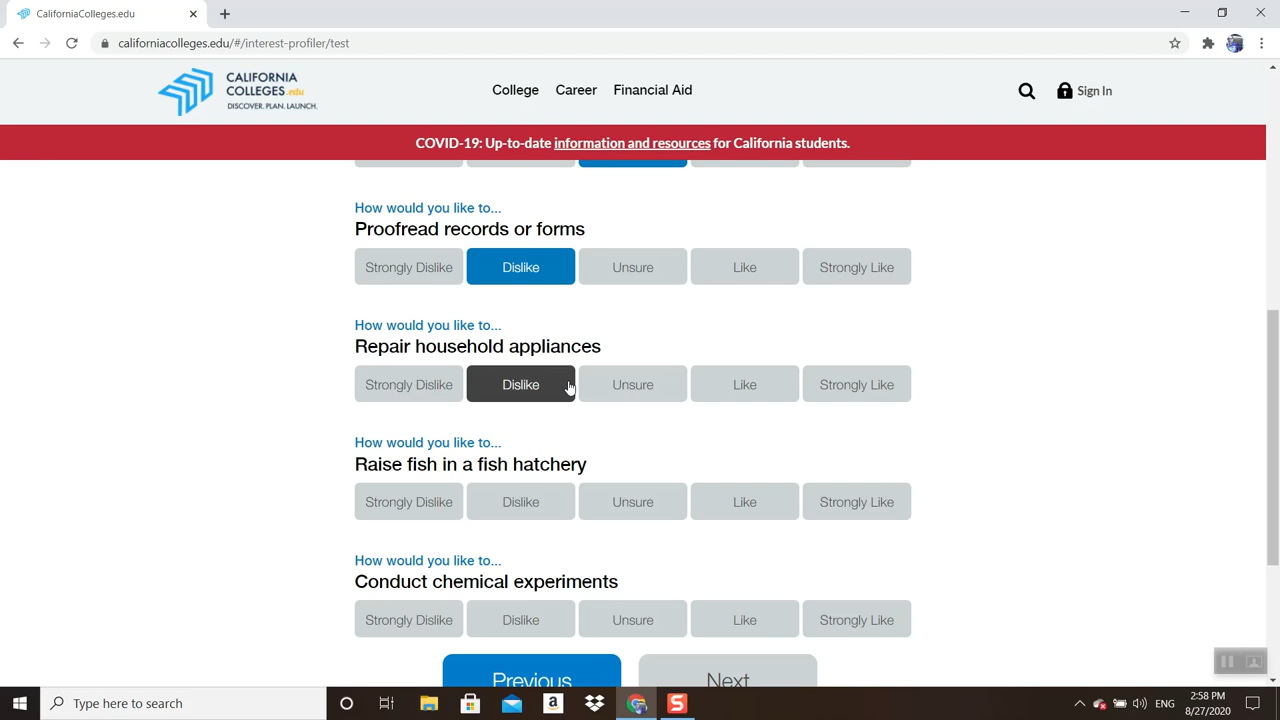 CaliforniaColleges.edu
californiacolleges.edu/#/interest-profiler/test
CALIFORNIA
COLLEGES.edu
DISCOVER. PLAN. LAUNCH.
College Career Financial Aid
Sign In
COVID-19: Up-to-date information and resources for California students.
How would you like to...
Proofread records or forms
Strongly Dislike Dislike Unsure Like Strongly Like
How would you like to...
Repair household appliances
Strongly Dislike Dislike Unsure Like Strongly Like
How would you like to...
Raise fish in a fish hatchery
Strongly Dislike Dislike Unsure Like Strongly Like
How would you like to...
Conduct chemical experiments
Strongly Dislike Dislike Unsure Like Strongly Like
Previous Next
Type here to search
a
S
ENG
2:58 PM
8/27/2020